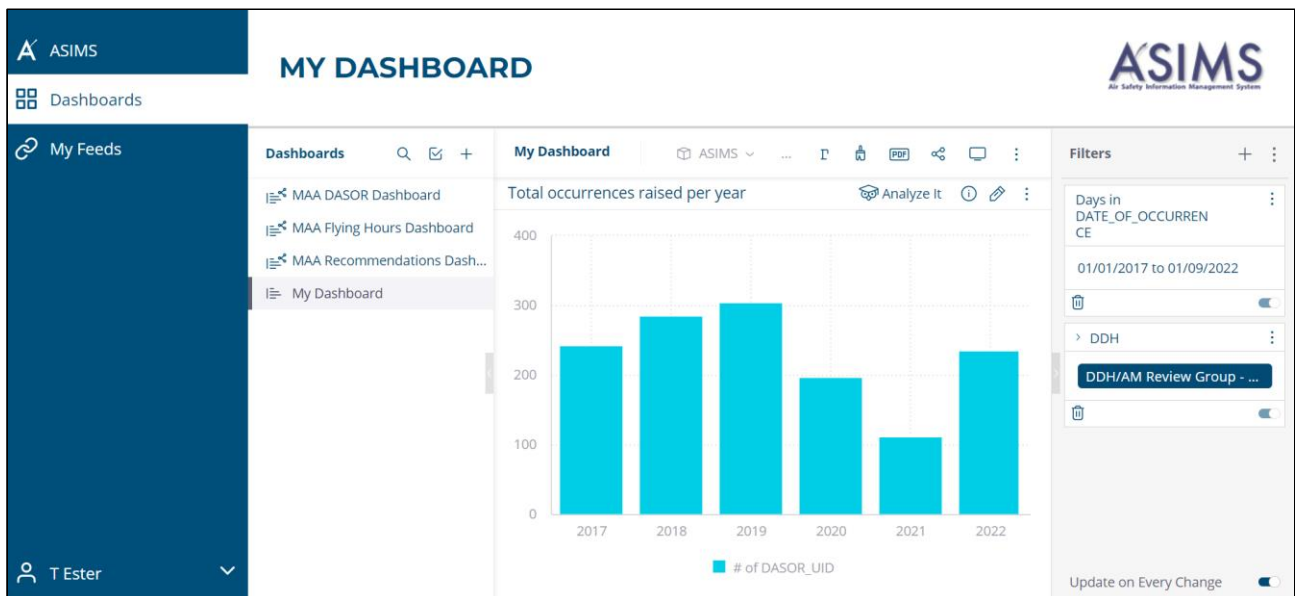 ASIMS
MY DASHBOARD
ASIMS
Air Safety Information Management System
Dashboards
My Feeds
Dashboards
MAA DASOR Dashboard
MAA Flying Hours Dashboard
MAA Recommendations Dash...
My Dashboard
My Dashboard
ASIMS
...
PDF
Total occurrences raised per year
Analyze It
400
300
200
100
0
2017 2018 2019 2020 2021 2022
# of DASOR_UID
Filters
Days in
DATE_OF_OCCURREN
CE
01/01/2017 to 01/09/2022
DDH
DDH/AM Review Group - ...
Update on Every Change
T Ester